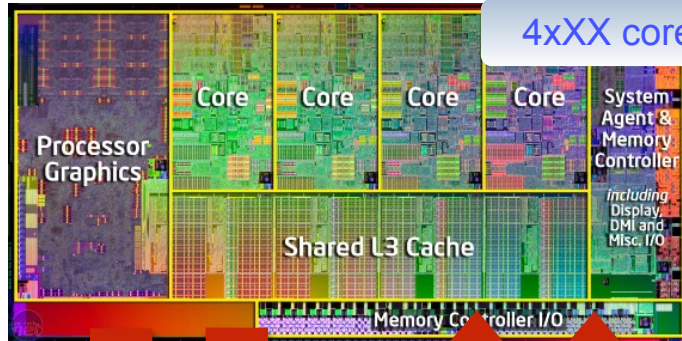 4xXX core
Core
Core
Core
Core
Processor
Graphics
System
Agent &
Memory
Controller
including
Display,
DMI and
Misc. I/O
Shared L3 Cache
Memory Controller I/O